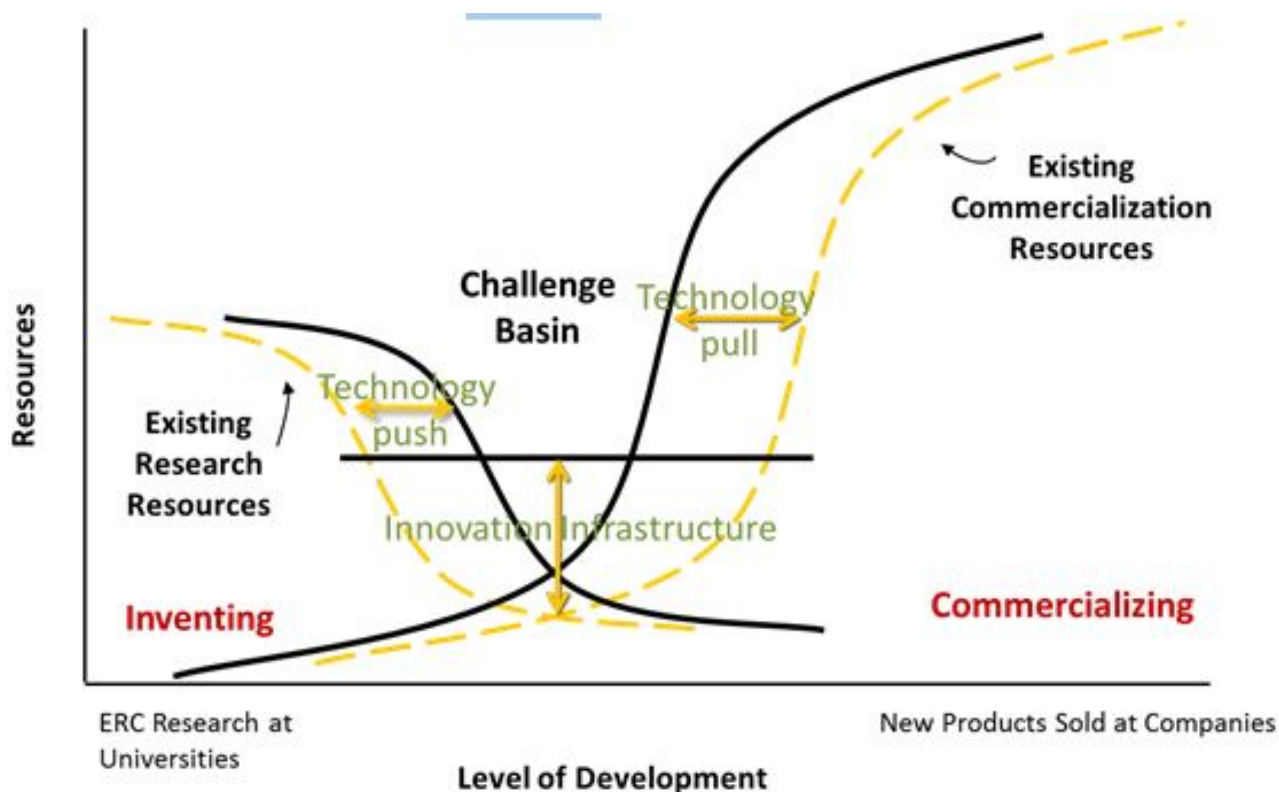 Existing
Commercialization
Resources
Challenge
Basin
Technology
pull
Resources
Technology
push
Existing
Research
Resources
Innovation Infrastructure
Inventing
Commercializing
ERC Research at
Universities
New Products Sold at Companies
Level of Development